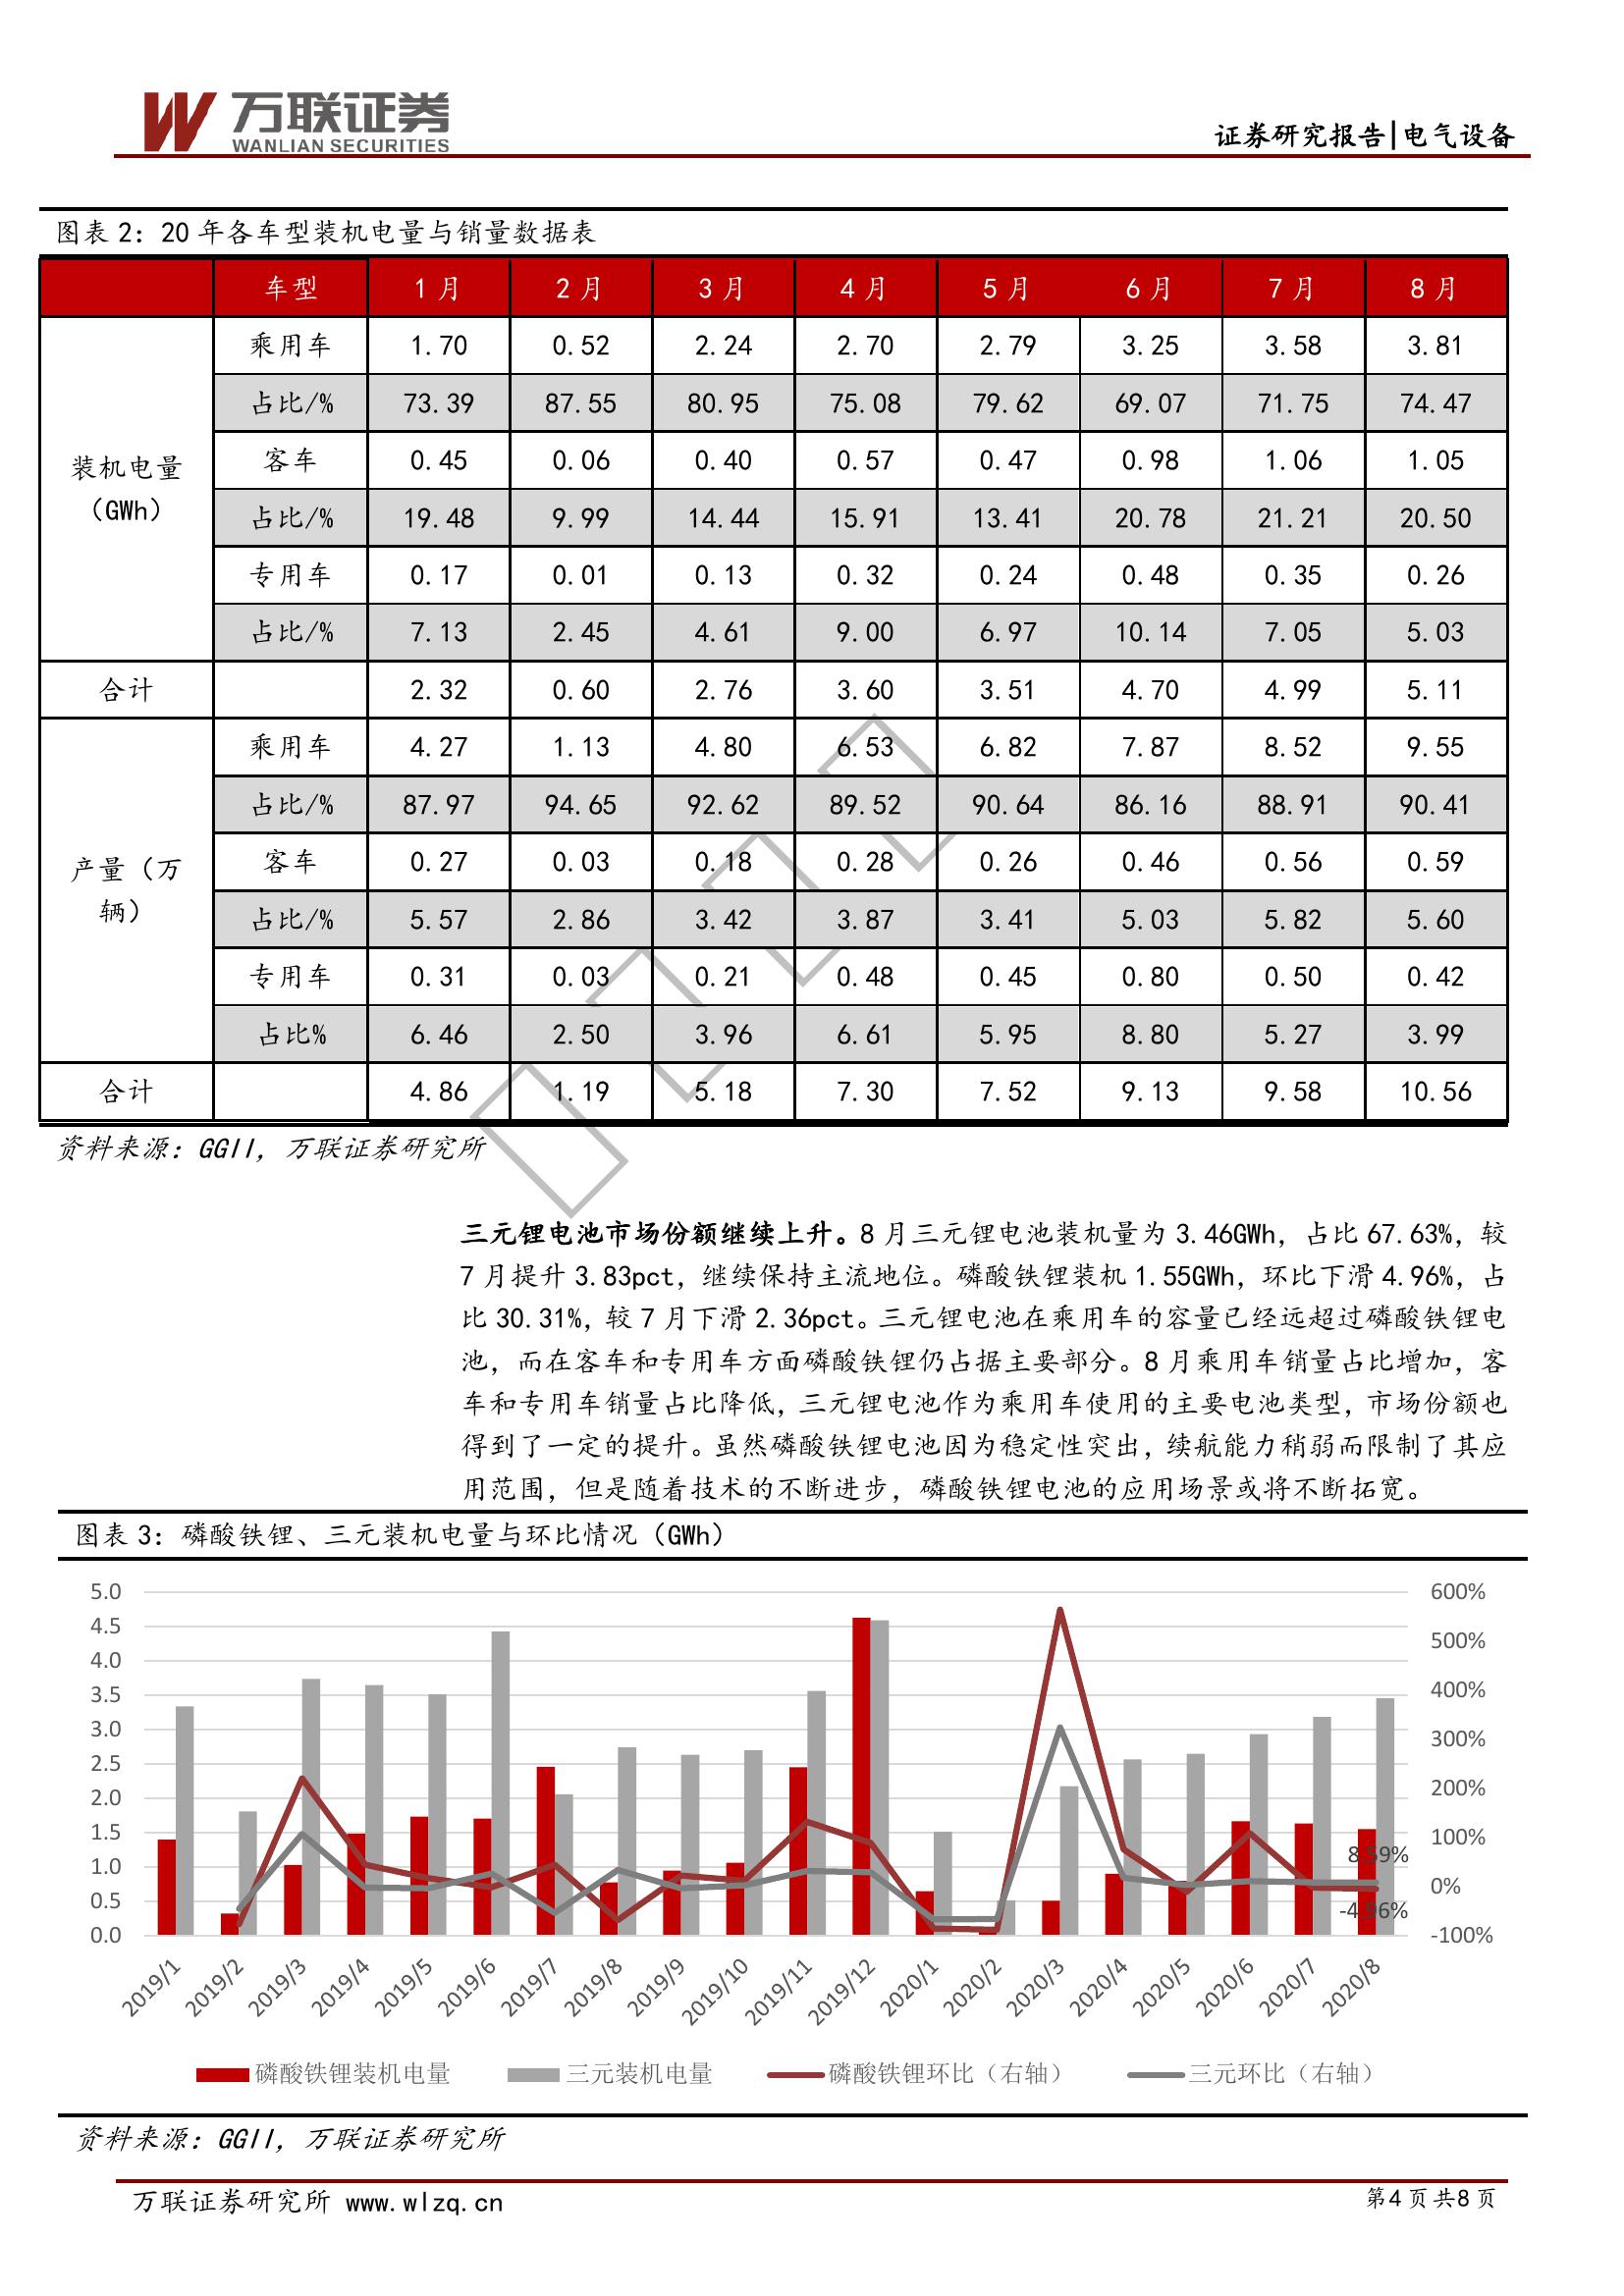 万联证券
WANLIAN SECURITIES
证券研究报告|电气设备
图表 2：20 年各车型装机电量与销量数据表
车型 1 月 2 月 3 月 4 月 5 月 6 月 7 月 8 月
装机电量（GWh）
乘用车 1.70 0.52 2.24 2.70 2.79 3.25 3.58 3.81
占比/% 73.39 87.55 80.95 75.08 79.62 69.07 71.75 74.47
客车 0.45 0.06 0.40 0.57 0.47 0.98 1.06 1.05
占比/% 19.48 9.99 14.44 15.91 13.41 20.78 21.21 20.50
专用车 0.17 0.01 0.13 0.32 0.24 0.48 0.35 0.26
占比/% 7.13 2.45 4.61 9.00 6.97 10.14 7.05 5.03
合计 2.32 0.60 2.76 3.60 3.51 4.70 4.99 5.11
产量（万辆）
乘用车 4.27 1.13 4.80 6.53 6.82 7.87 8.52 9.55
占比/% 87.97 94.65 92.62 89.52 90.64 86.16 88.91 90.41
客车 0.27 0.03 0.18 0.28 0.26 0.46 0.56 0.59
占比/% 5.57 2.86 3.42 3.87 3.41 5.03 5.82 5.60
专用车 0.31 0.03 0.21 0.48 0.45 0.80 0.50 0.42
占比% 6.46 2.50 3.96 6.61 5.95 8.80 5.27 3.99
合计 4.86 1.19 5.18 7.30 7.52 9.13 9.58 10.56
资料来源：GGII，万联证券研究所
三元锂电池市场份额继续上升。8 月三元锂电池装机量为 3.46GWh，占比 67.63%，较
7 月提升 3.83pct，继续保持主流地位。磷酸铁锂装机 1.55GWh，环比下滑 4.96%，占
比 30.31%，较 7 月下滑 2.36pct。三元锂电池在乘用车的容量已经远超过磷酸铁锂电
池，而在客车和专用车方面磷酸铁锂仍占据主要部分。8 月乘用车销量占比增加，客
车和专用车销量占比降低，三元锂电池作为乘用车使用的主要电池类型，市场份额也
得到了一定的提升。虽然磷酸铁锂电池因为稳定性突出，续航能力稍弱而限制了其应
用范围，但是随着技术的不断进步，磷酸铁锂电池的应用场景或将不断拓宽。
图表 3：磷酸铁锂、三元装机电量与环比情况（GWh）
5.0 600%
4.5 500%
4.0 400%
3.5 300%
3.0 200%
2.5 100%
2.0 0%
1.5 -100%
1.0
0.5
0.0
8.59%
-4.96%
2019/1 2019/2 2019/3 2019/4 2019/5 2019/6 2019/7 2019/8 2019/9 2019/10 2019/11 2019/12 2020/1 2020/2 2020/3 2020/4 2020/5 2020/6 2020/7 2020/8
磷酸铁锂装机电量 三元装机电量 磷酸铁锂环比（右轴） 三元环比（右轴）
资料来源：GGII，万联证券研究所
万联证券研究所 www.wlzq.cn 第4页共8页